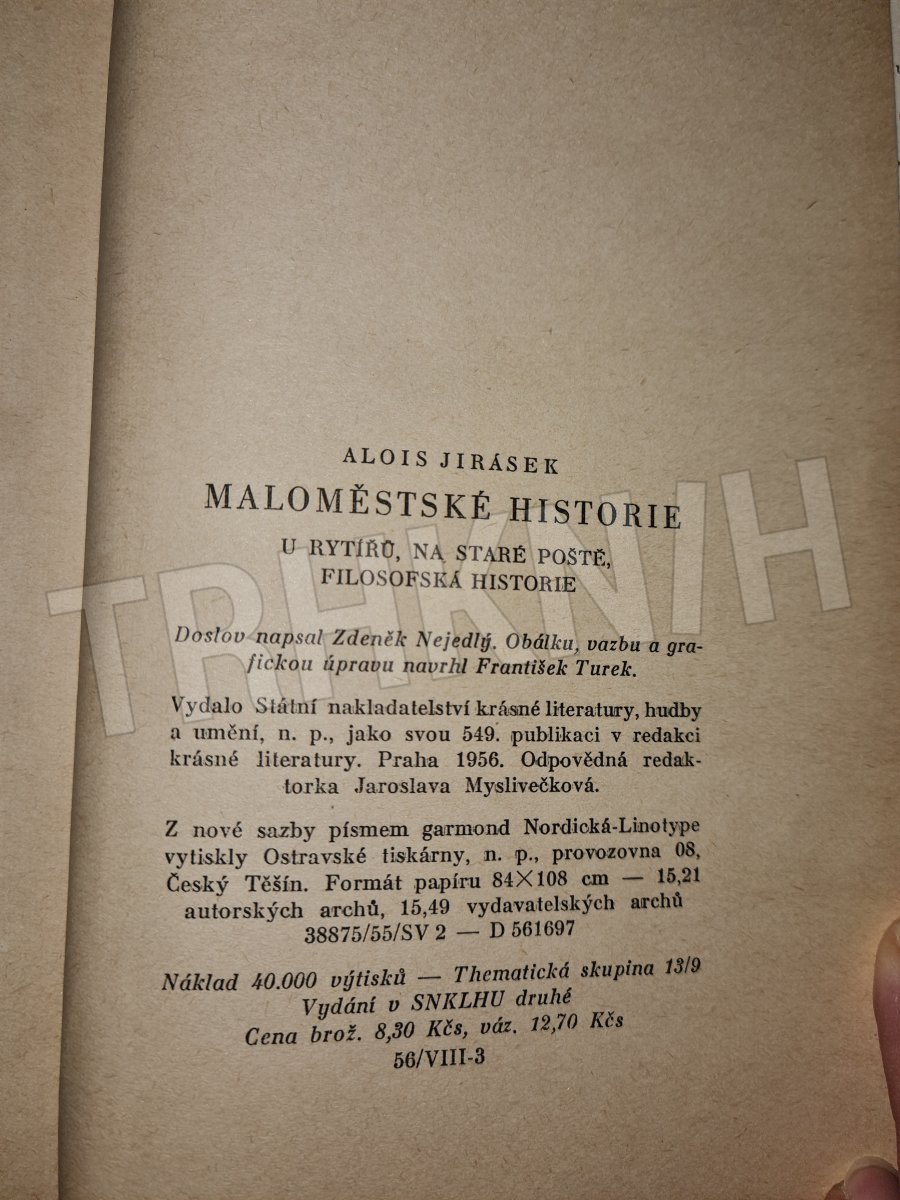 ALOIS JIRÁSEK
MALOMĚSTSKÉ HISTORIE
U RYTÍŘŮ, NA STARÉ POŠTĚ,
FILOSOFSKÁ HISTORIE
Doslov napsal Zdeněk Nejedlý. Obálku, vazbu a gra-
fickou úpravu navrhl František Turek.
Vydalo Státní nakladatelství krásné literatury, hudby
a umění, n. p., jako svou 549. publikaci v redakci
krásné literatury. Praha 1956. Odpovědná redak-
torka Jaroslava Myslivečková.
Z nové sazby písmem garmond Nordická-Linotype
vytiskly Ostravské tiskárny, n. p., provozovna 08,
Český Těšín. Formát papíru 84×108 cm — 15,21
autorských archů, 15,49 vydavatelských archů
38875/55/SV 2 — D 561697
Náklad 40.000 výtisků — Thematická skupina 13/9
Vydání v SNKLHU druhé
Cena brož. 8,30 Kčs, váz. 12,70 Kčs
56/VIII-3
TRHKNIH